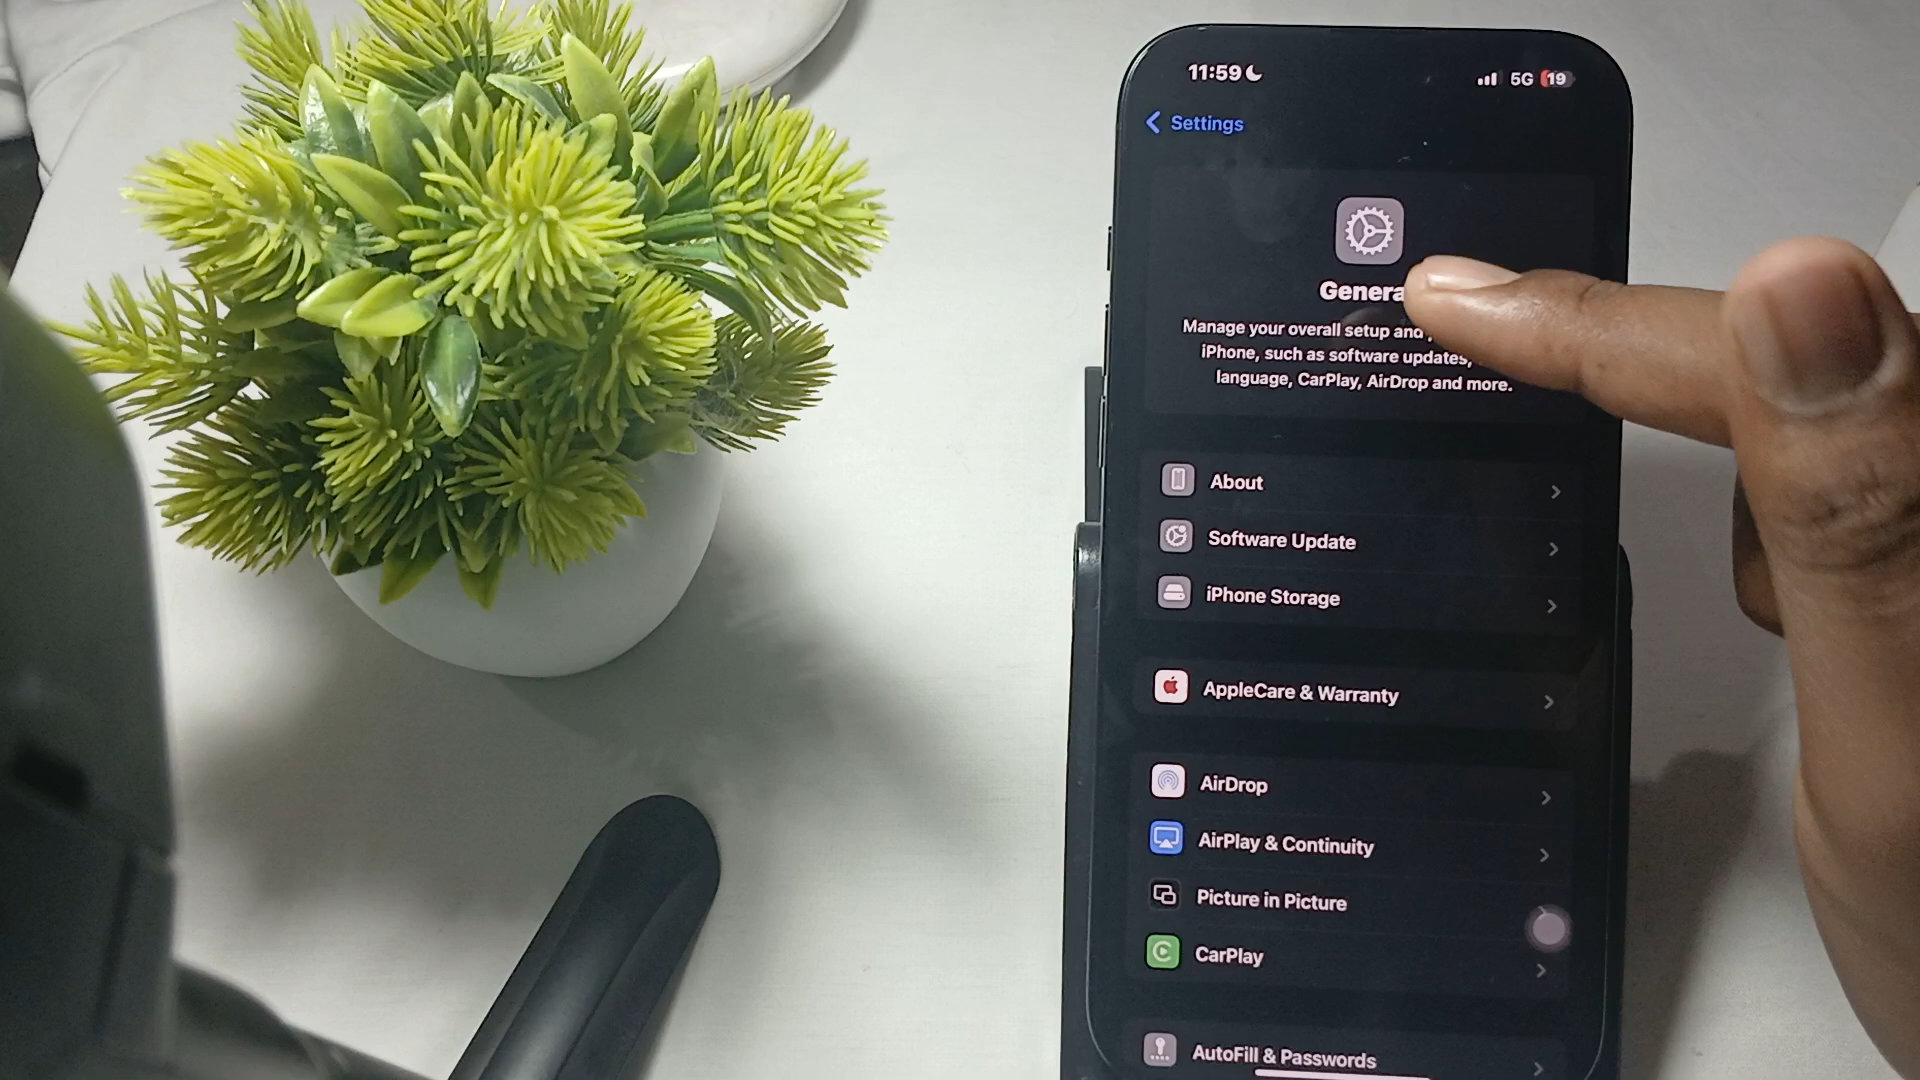 11:59
5G 19
Settings
General
Manage your overall setup and
iPhone, such as software updates,
language, CarPlay, AirDrop and more.
About
Software Update
iPhone Storage
AppleCare & Warranty
AirDrop
AirPlay & Continuity
Picture in Picture
CarPlay
AutoFill & Passwords